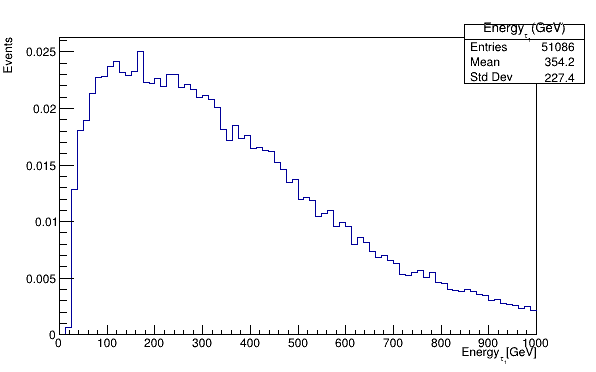 Energy_τ₁(GeV)
Entries 51086
Mean 354.2
Std Dev 227.4
Events
0.025
0.02
0.015
0.01
0.005
0
0 100 200 300 400 500 600 700 800 900 1000
Energy_τ₁[GeV]